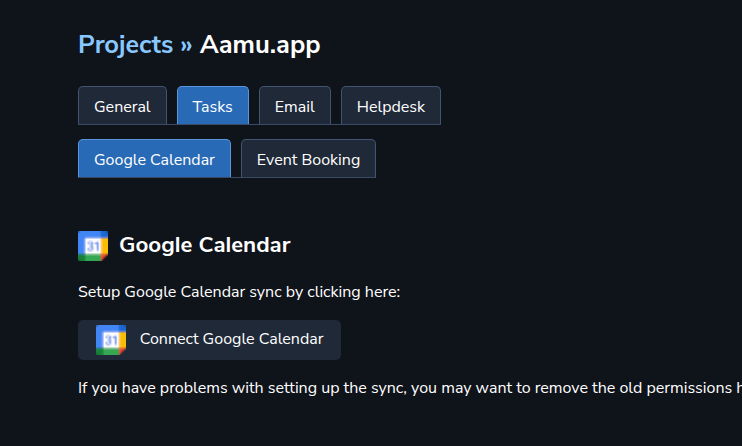 Projects » Aamu.app
General Tasks Email Helpdesk
Google Calendar Event Booking
31 Google Calendar
Setup Google Calendar sync by clicking here:
31 Connect Google Calendar
If you have problems with setting up the sync, you may want to remove the old permissions